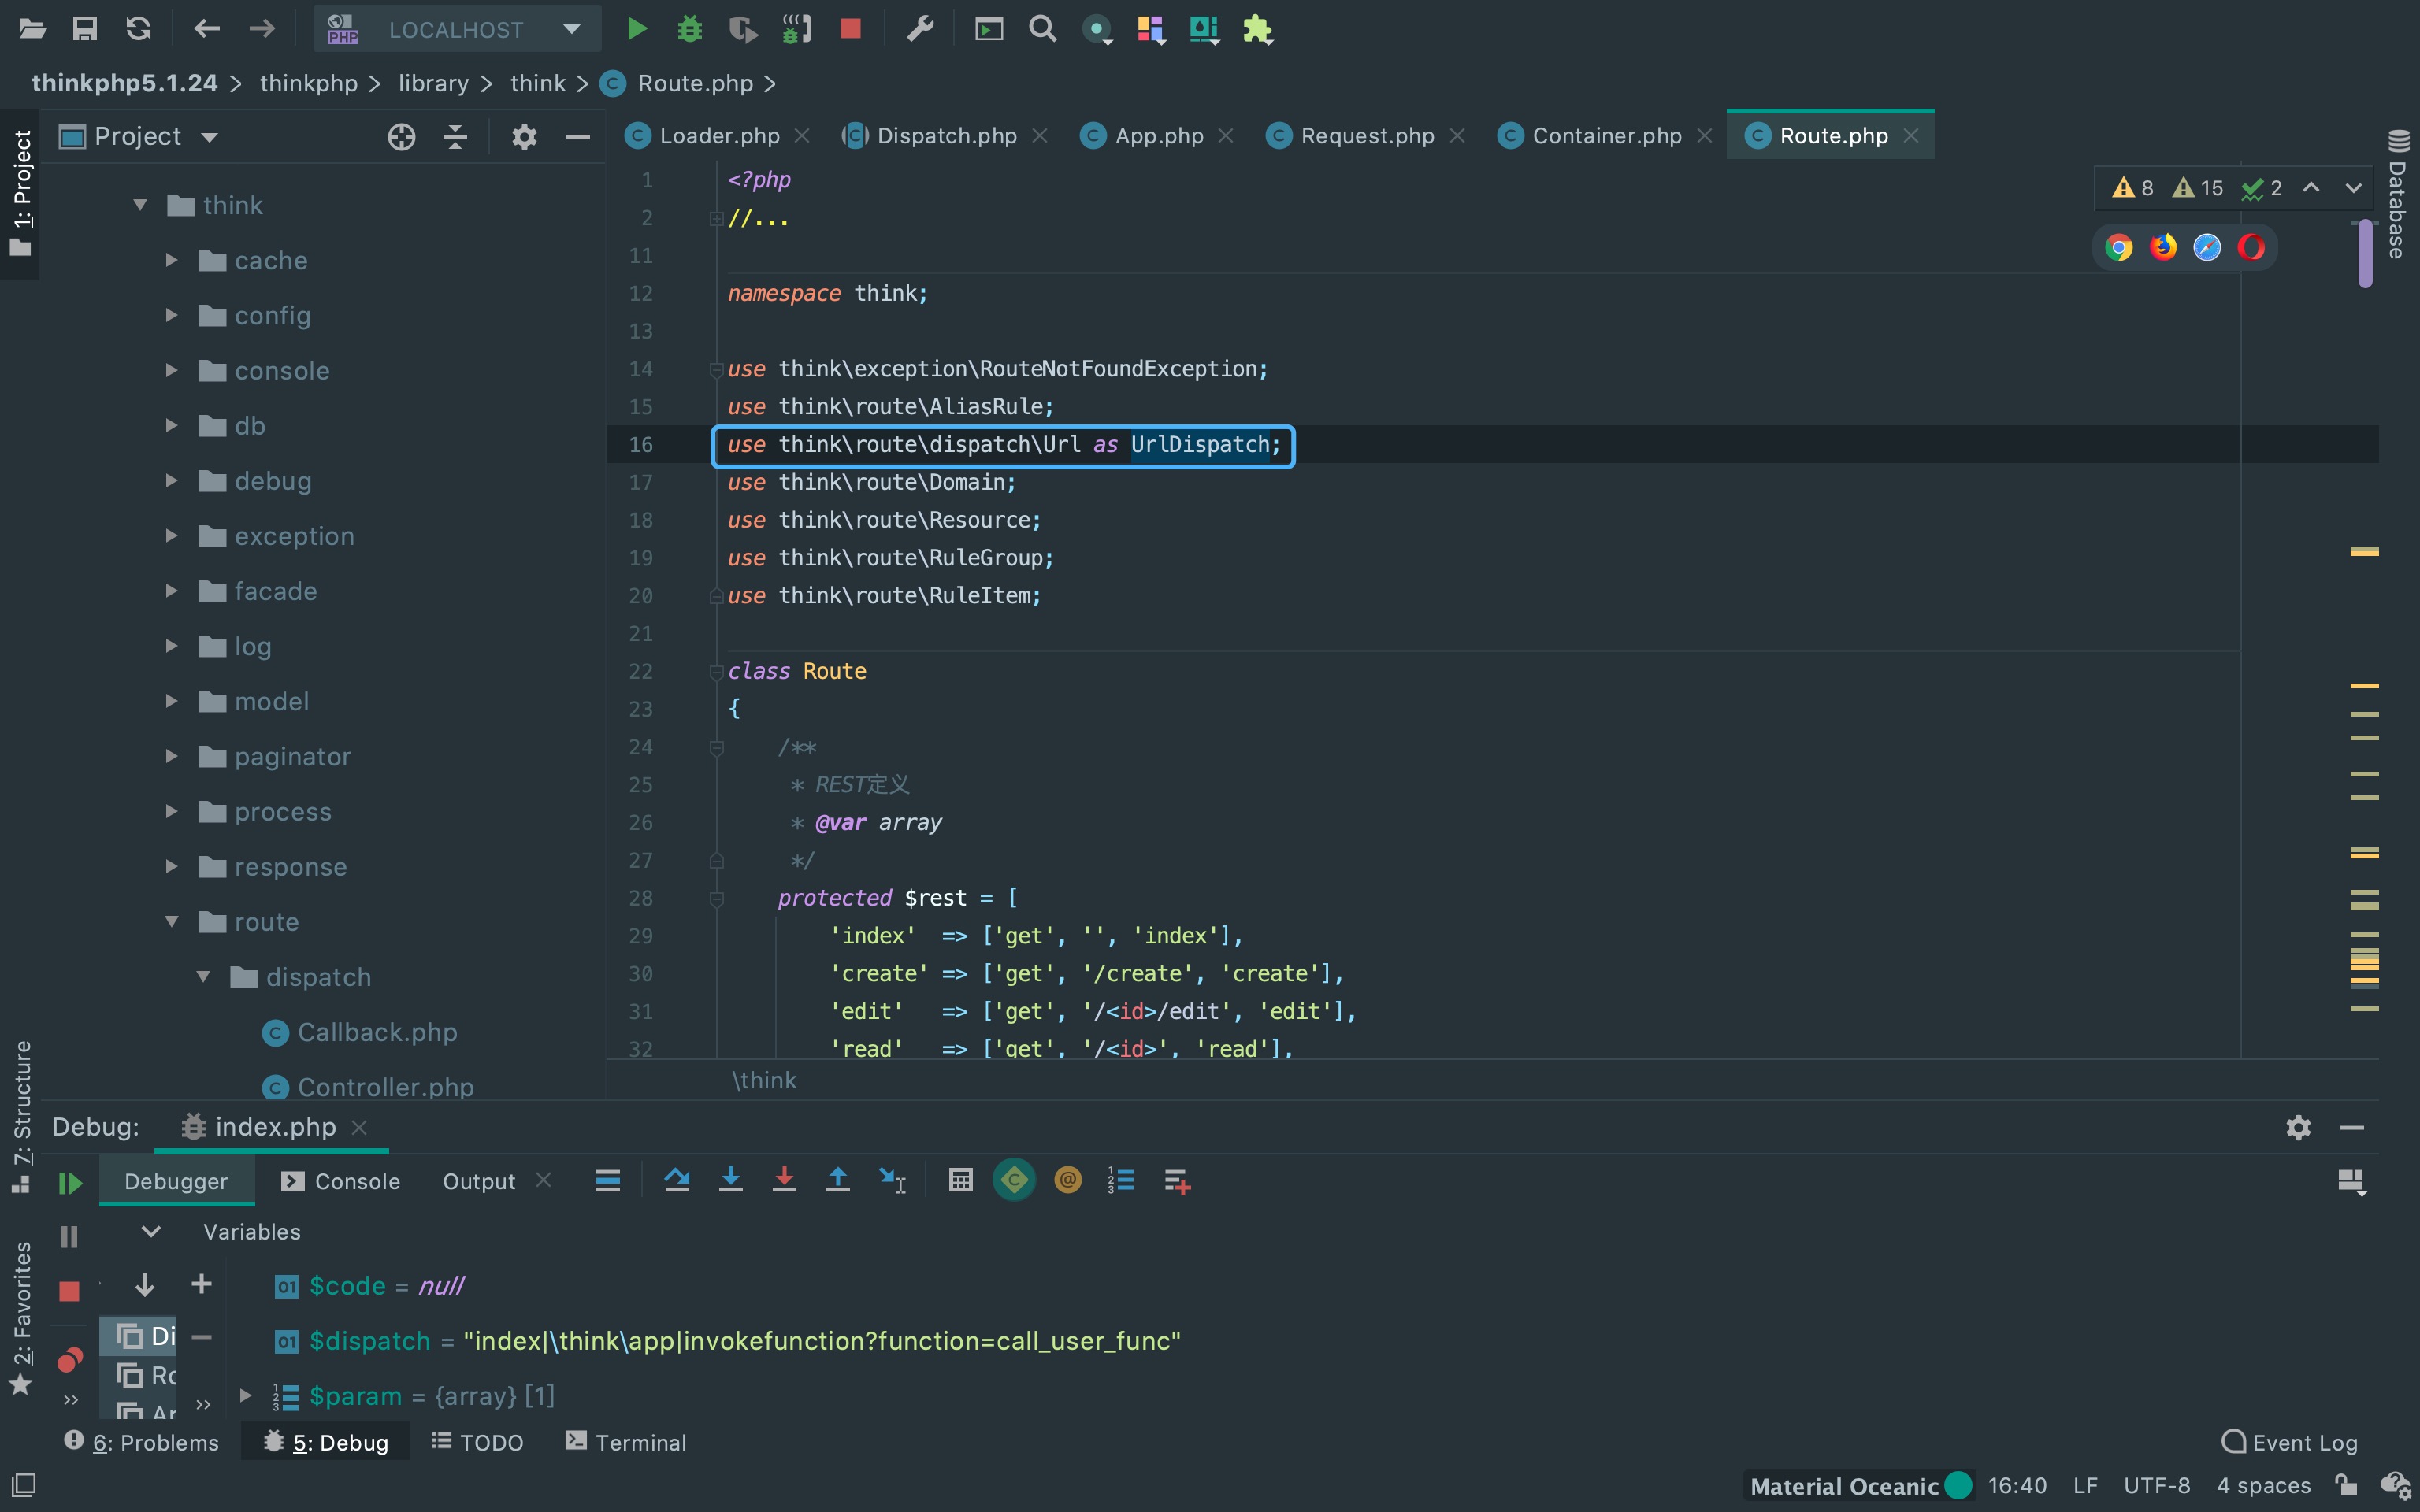 PHP LOCALHOST
thinkphp5.1.24 > thinkphp > library > think > C Route.php >
1: Project
Project
Loader.php
Dispatch.php
App.php
Request.php
Container.php
Route.php
Database
8 15 2
think
cache
config
console
db
debug
exception
facade
log
model
paginator
process
response
route
dispatch
Callback.php
Controller.php
1 <?php
2 //...
11
12 namespace think;
13
14 use think\exception\RouteNotFoundException;
15 use think\route\AliasRule;
16 use think\route\dispatch\Url as UrlDispatch;
17 use think\route\Domain;
18 use think\route\Resource;
19 use think\route\RuleGroup;
20 use think\route\RuleItem;
21
22 class Route
23 {
24 /**
25 * REST定义
26 * @var array
27 */
28 protected $rest = [
29 'index' => ['get', '', 'index'],
30 'create' => ['get', '/create', 'create'],
31 'edit' => ['get', '/<id>/edit', 'edit'],
32 'read' => ['get', '/<id>', 'read'],
\think
7: Structure
2: Favorites
Debug: index.php
Debugger Console Output
Variables
Di
Ro
Ar
01 $code = null
01 $dispatch = "index|\think\app|invokefunction?function=call_user_func"
$param = {array} [1]
6: Problems 5: Debug TODO Terminal Event Log
Material Oceanic 16:40 LF UTF-8 4 spaces